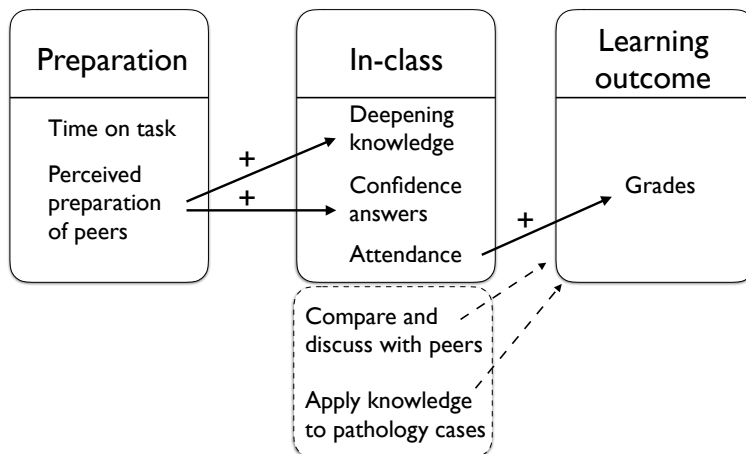 Preparation
Time on task
Perceived
preparation
of peers
+
+
In-class
Deepening
knowledge
Confidence
answers
Attendance
+
Compare and
discuss with peers
Apply knowledge
to pathology cases
Learning
outcome
Grades